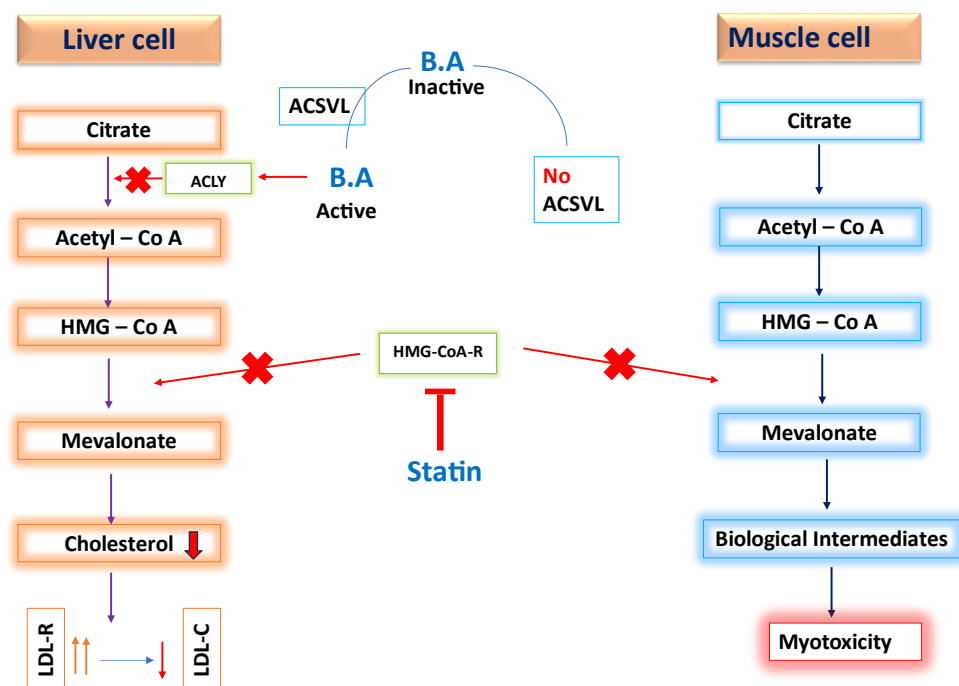 Liver cell
Muscle cell
B.A
Inactive
ACSVL
Citrate
Citrate
ACLY
B.A
Active
No
ACSVL
Acetyl – Co A
Acetyl – Co A
HMG – Co A
HMG – Co A
HMG-CoA-R
Mevalonate
Mevalonate
Statin
Cholesterol
Biological Intermediates
LDL-R
LDL-C
Myotoxicity